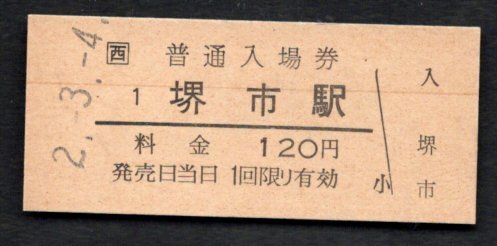 2.-3.-4.
西 普通入場券
1 堺市駅
料金 120円
発売日当日 1回限り有効
小
入
堺
市